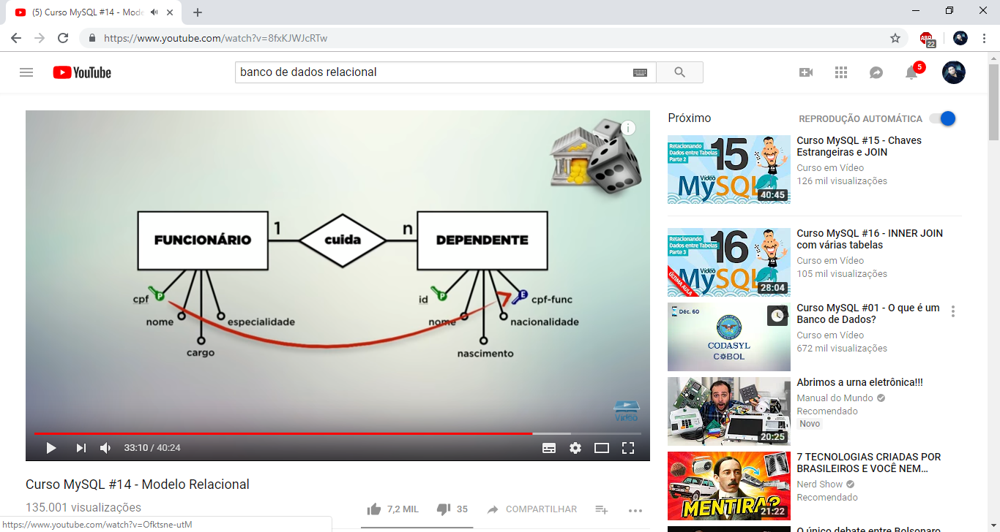 (5) Curso MySQL #14 - Mode
https://www.youtube.com/watch?v=8fxKJWJcRTw
ABP
22
YouTube
banco de dados relacional
5
FUNCIONÁRIO
1
cuida
n
DEPENDENTE
cpf
P
nome
cargo
especialidade
id
P
nome
nascimento
nacionalidade
E
cpf-func
i
Vídeo
33:10 / 40:24
Curso MySQL #14 - Modelo Relacional
135.001 visualizações
7,2 MIL
35
COMPARTILHAR
https://www.youtube.com/watch?v=Ofktsne-utM
Próximo
REPRODUÇÃO AUTOMÁTICA
Relacionando
Dados entre Tabelas
Parte 2
15
Vídeo
MySQL
40:45
Curso MySQL #15 - Chaves
Estrangeiras e JOIN
Curso em Vídeo
126 mil visualizações
Relacionando
Dados entre Tabelas
Parte 3
16
Vídeo
MySQL
ÚLTIMA AULA
28:04
Curso MySQL #16 - INNER JOIN
com várias tabelas
Curso em Vídeo
105 mil visualizações
Déc. 60
CODASYL
COBOL
Curso MySQL #01 - O que é um
Banco de Dados?
Curso em Vídeo
672 mil visualizações
20:25
Abrimos a urna eletrônica!!!
Manual do Mundo
Recomendado
Novo
MENTIRA?
21:22
7 TECNOLOGIAS CRIADAS POR
BRASILEIROS E VOCÊ NEM...
Nerd Show
Recomendado
O único debate entre Bolsonaro